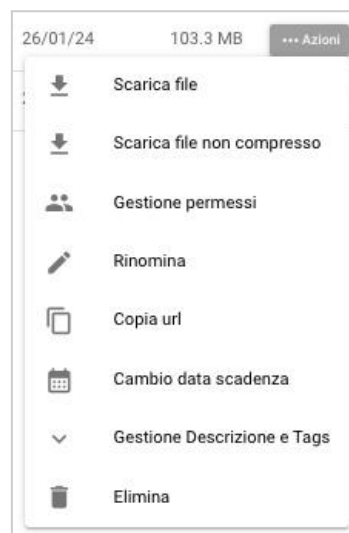 26/01/24 103.3 MB ••• Azioni
Scarica file
Scarica file non compresso
Gestione permessi
Rinomina
Copia url
Cambio data scadenza
Gestione Descrizione e Tags
Elimina